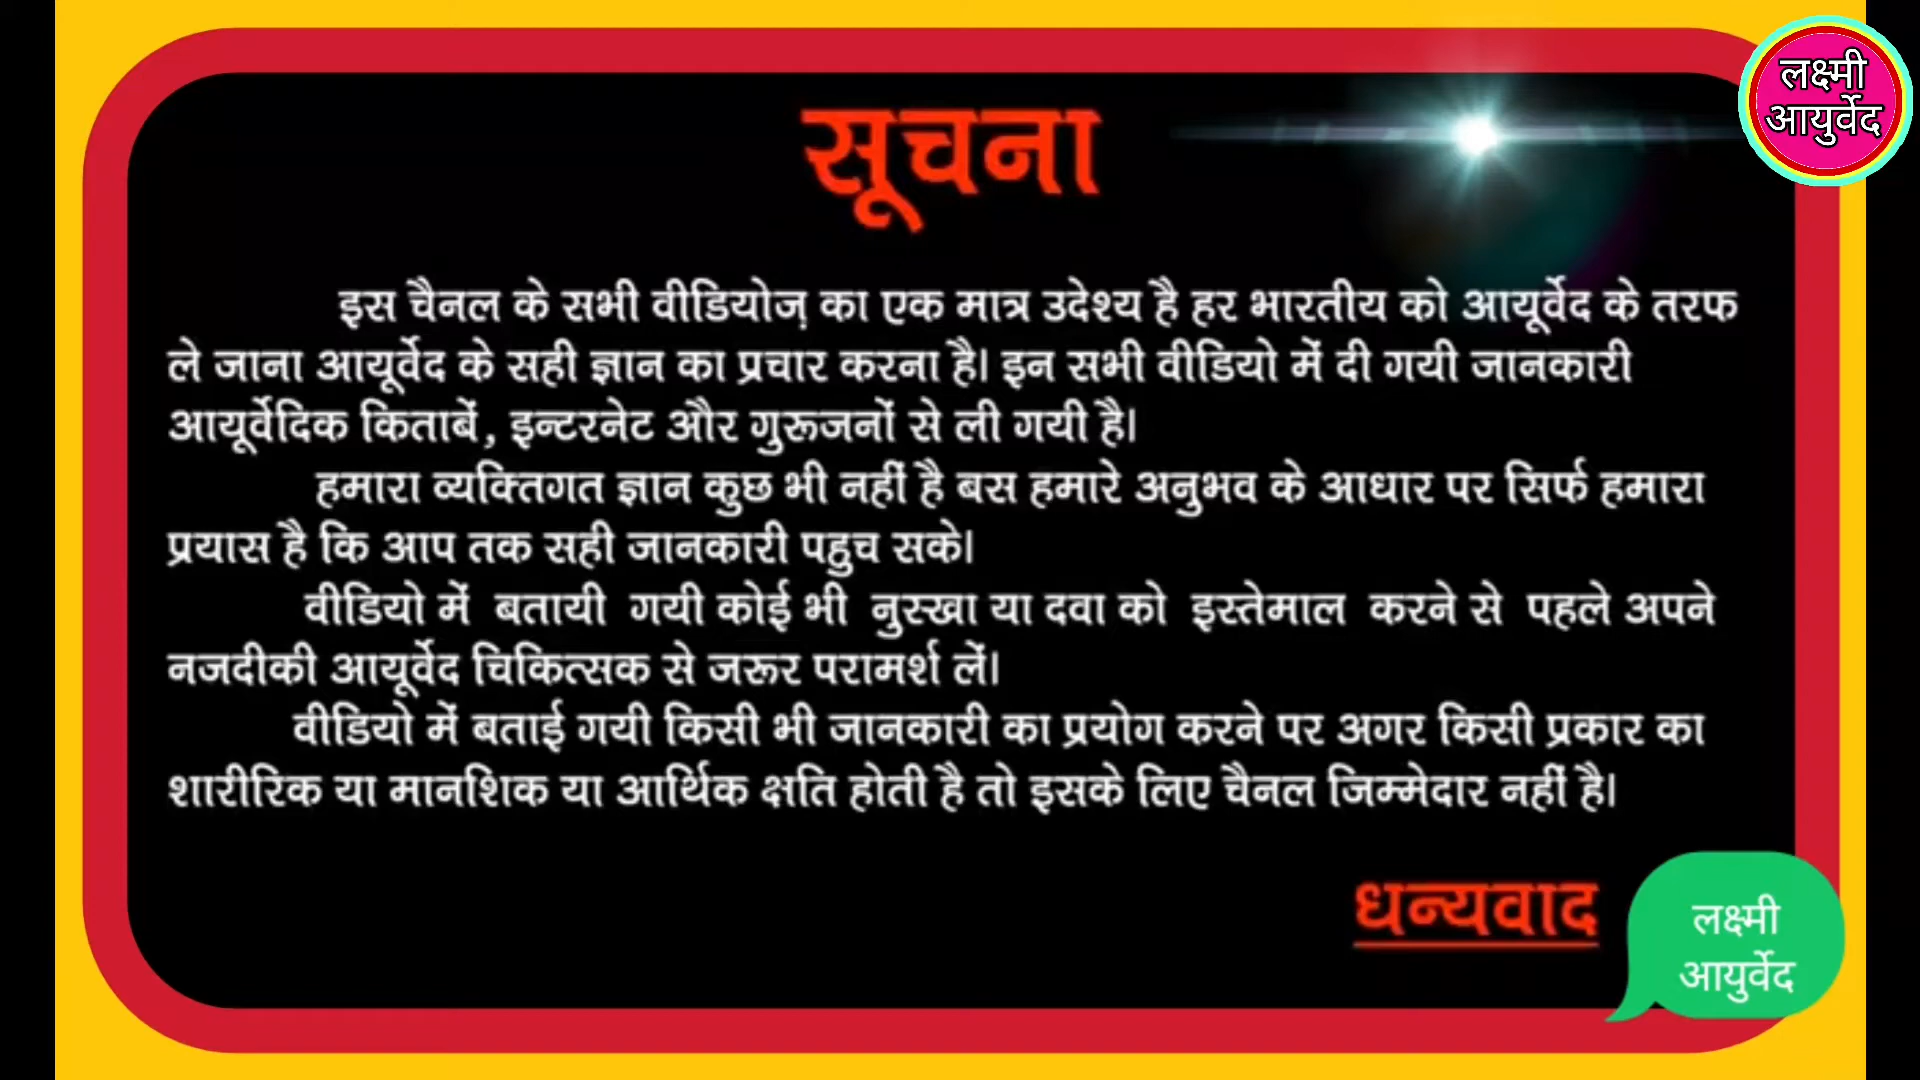 लक्ष्मी
आयुर्वेद
सूचना
इस चैनल के सभी वीडियोज़ का एक मात्र उदेश्य है हर भारतीय को आयूर्वेद के तरफ
ले जाना आयूर्वेद के सही ज्ञान का प्रचार करना है। इन सभी वीडियो में दी गयी जानकारी
आयूर्वेदिक किताबें, इन्टरनेट और गुरूजनों से ली गयी है।
हमारा व्यक्तिगत ज्ञान कुछ भी नहीं है बस हमारे अनुभव के आधार पर सिर्फ हमारा
प्रयास है कि आप तक सही जानकारी पहुच सके।
वीडियो में बतायी गयी कोई भी नुस्खा या दवा को इस्तेमाल करने से पहले अपने
नजदीकी आयूर्वेद चिकित्सक से जरूर परामर्श लें।
वीडियो में बताई गयी किसी भी जानकारी का प्रयोग करने पर अगर किसी प्रकार का
शारीरिक या मानशिक या आर्थिक क्षति होती है तो इसके लिए चैनल जिम्मेदार नहीं है।
धन्यवाद
लक्ष्मी
आयुर्वेद